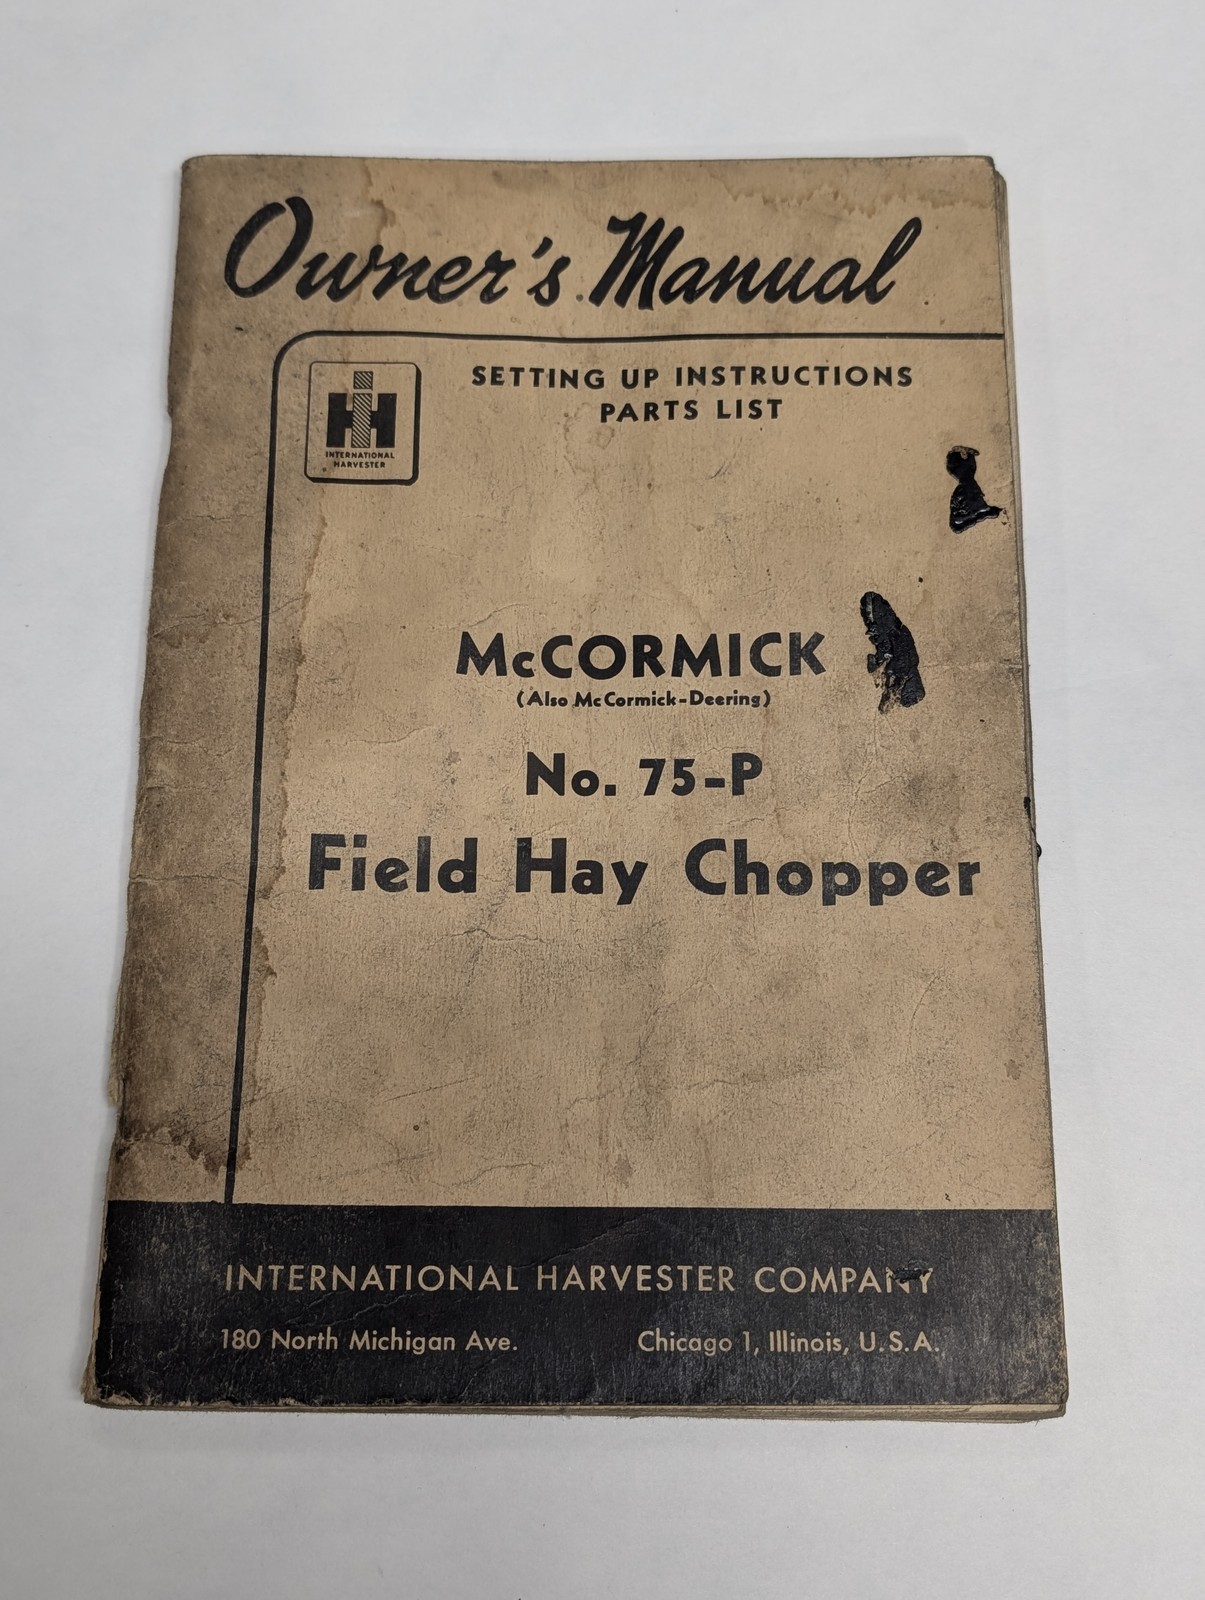 Owner's Manual
IH
INTERNATIONAL
HARVESTER
SETTING UP INSTRUCTIONS
PARTS LIST
McCORMICK
(Also McCormick-Deering)
No. 75-P
Field Hay Chopper
INTERNATIONAL HARVESTER COMPANY
180 North Michigan Ave. Chicago 1, Illinois, U.S.A.